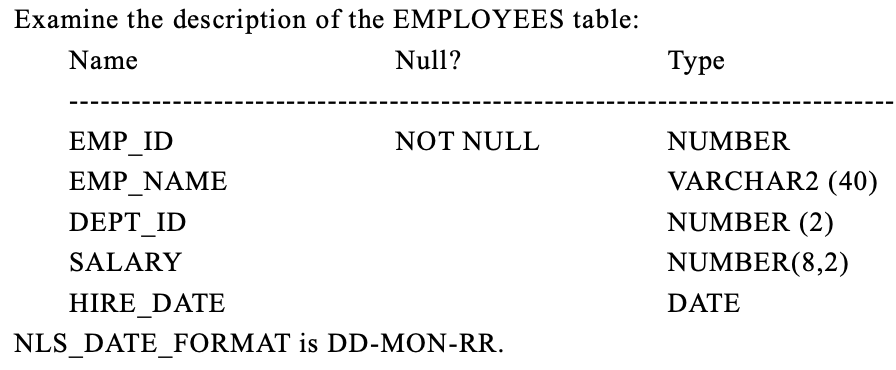 Examine the description of the EMPLOYEES table:
Name Null? Type
--------------------------------------------------------------------------------
EMP_ID NOT NULL NUMBER
EMP_NAME VARCHAR2 (40)
DEPT_ID NUMBER (2)
SALARY NUMBER(8,2)
HIRE_DATE DATE
NLS_DATE_FORMAT is DD-MON-RR.